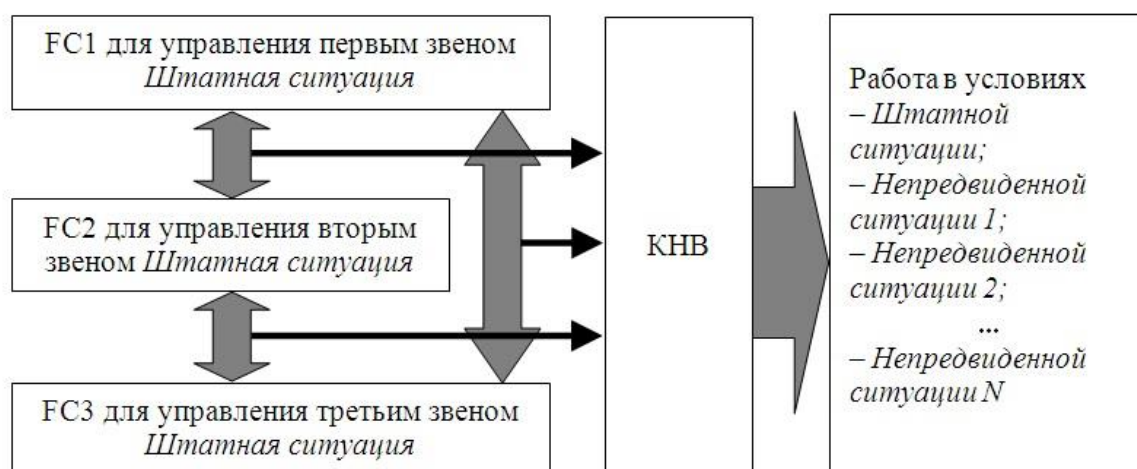 FC1 для управления первым звеном
Штатная ситуация
FC2 для управления вторым
звеном Штатная ситуация
FC3 для управления третьим звеном
Штатная ситуация
КНВ
Работа в условиях
– Штатной
ситуации;
– Непредвиденной
ситуации 1;
– Непредвиденной
ситуации 2;
...
– Непредвиденной
ситуации N